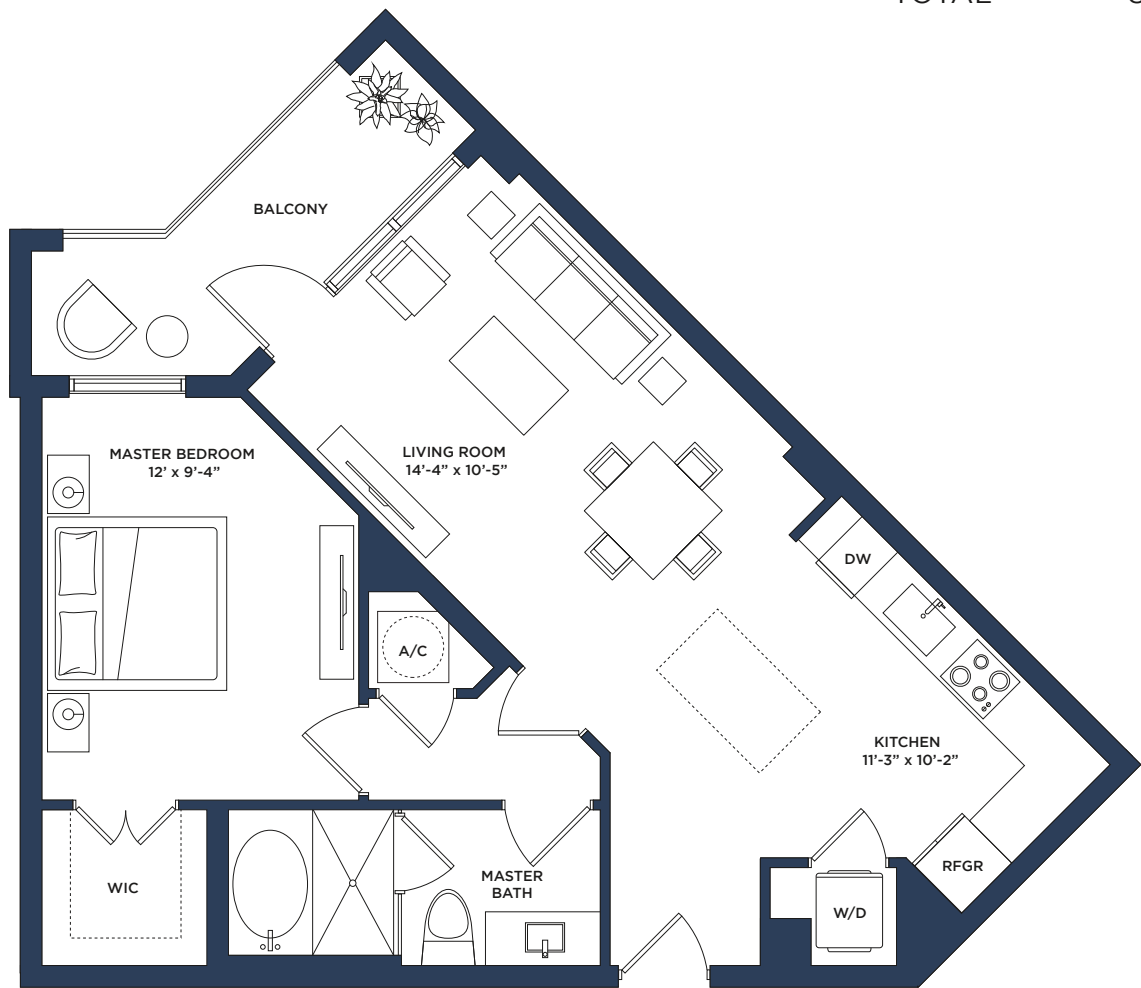 BALCONY
MASTER BEDROOM
12' x 9'-4”
LIVING ROOM
14'-4” x 10'-5”
DW
A/C
KITCHEN
11'-3” x 10'-2”
RFGR
WIC
MASTER
BATH
W/D